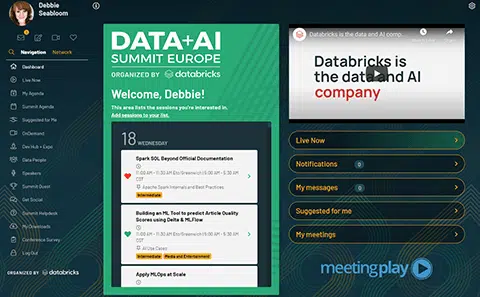 Debbie
Seabloom
Navigation
Network
Dashboard
Live Now
My Agenda
Summit Agenda
Suggested for Me
OnDemand
Dev Hub + Expo
Data People
Speakers
Summit Quest
Get Social
Summit Helpdesk
My Downloads
Conference Survey
Log Out
ORGANIZED BY databricks
DATA+AI
SUMMIT EUROPE
ORGANIZED BY databricks
Welcome, Debbie!
This area lists the sessions you're interested in.
Add sessions to your list.
18 WEDNESDAY
Spark SQL Beyond Official Documentation
Apache Spark Internals and Best Practices
Intermediate
Building an ML Tool to predict Article Quality
Scores using Delta & MLFlow
AI Use Cases
Intermediate Media and Entertainment
Apply MLOps at Scale
Databricks is the data and AI comp...
Databricks is
the data and AI
company
Live Now
Notifications 0
My messages 0
Suggested for me
My meetings
meetingplay